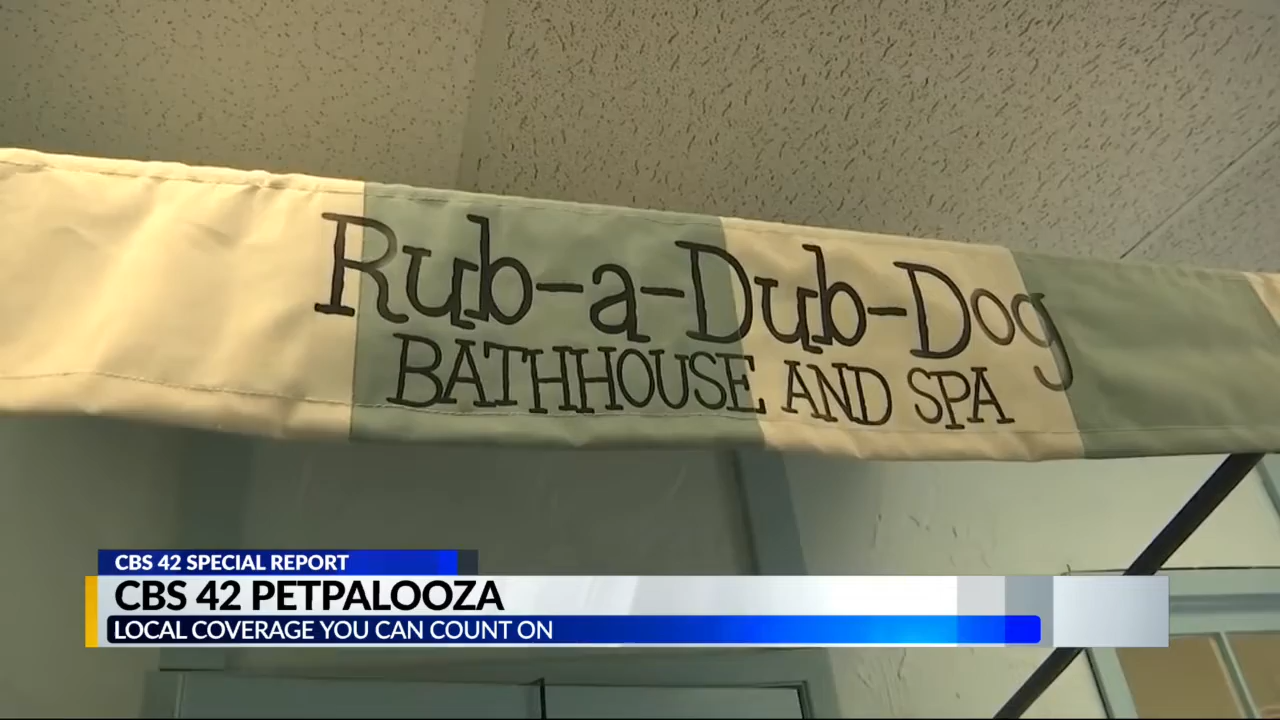 Rub-a-Dub-Dog
BATHHOUSE AND SPA
CBS 42 SPECIAL REPORT
CBS 42 PETPALOOZA
LOCAL COVERAGE YOU CAN COUNT ON